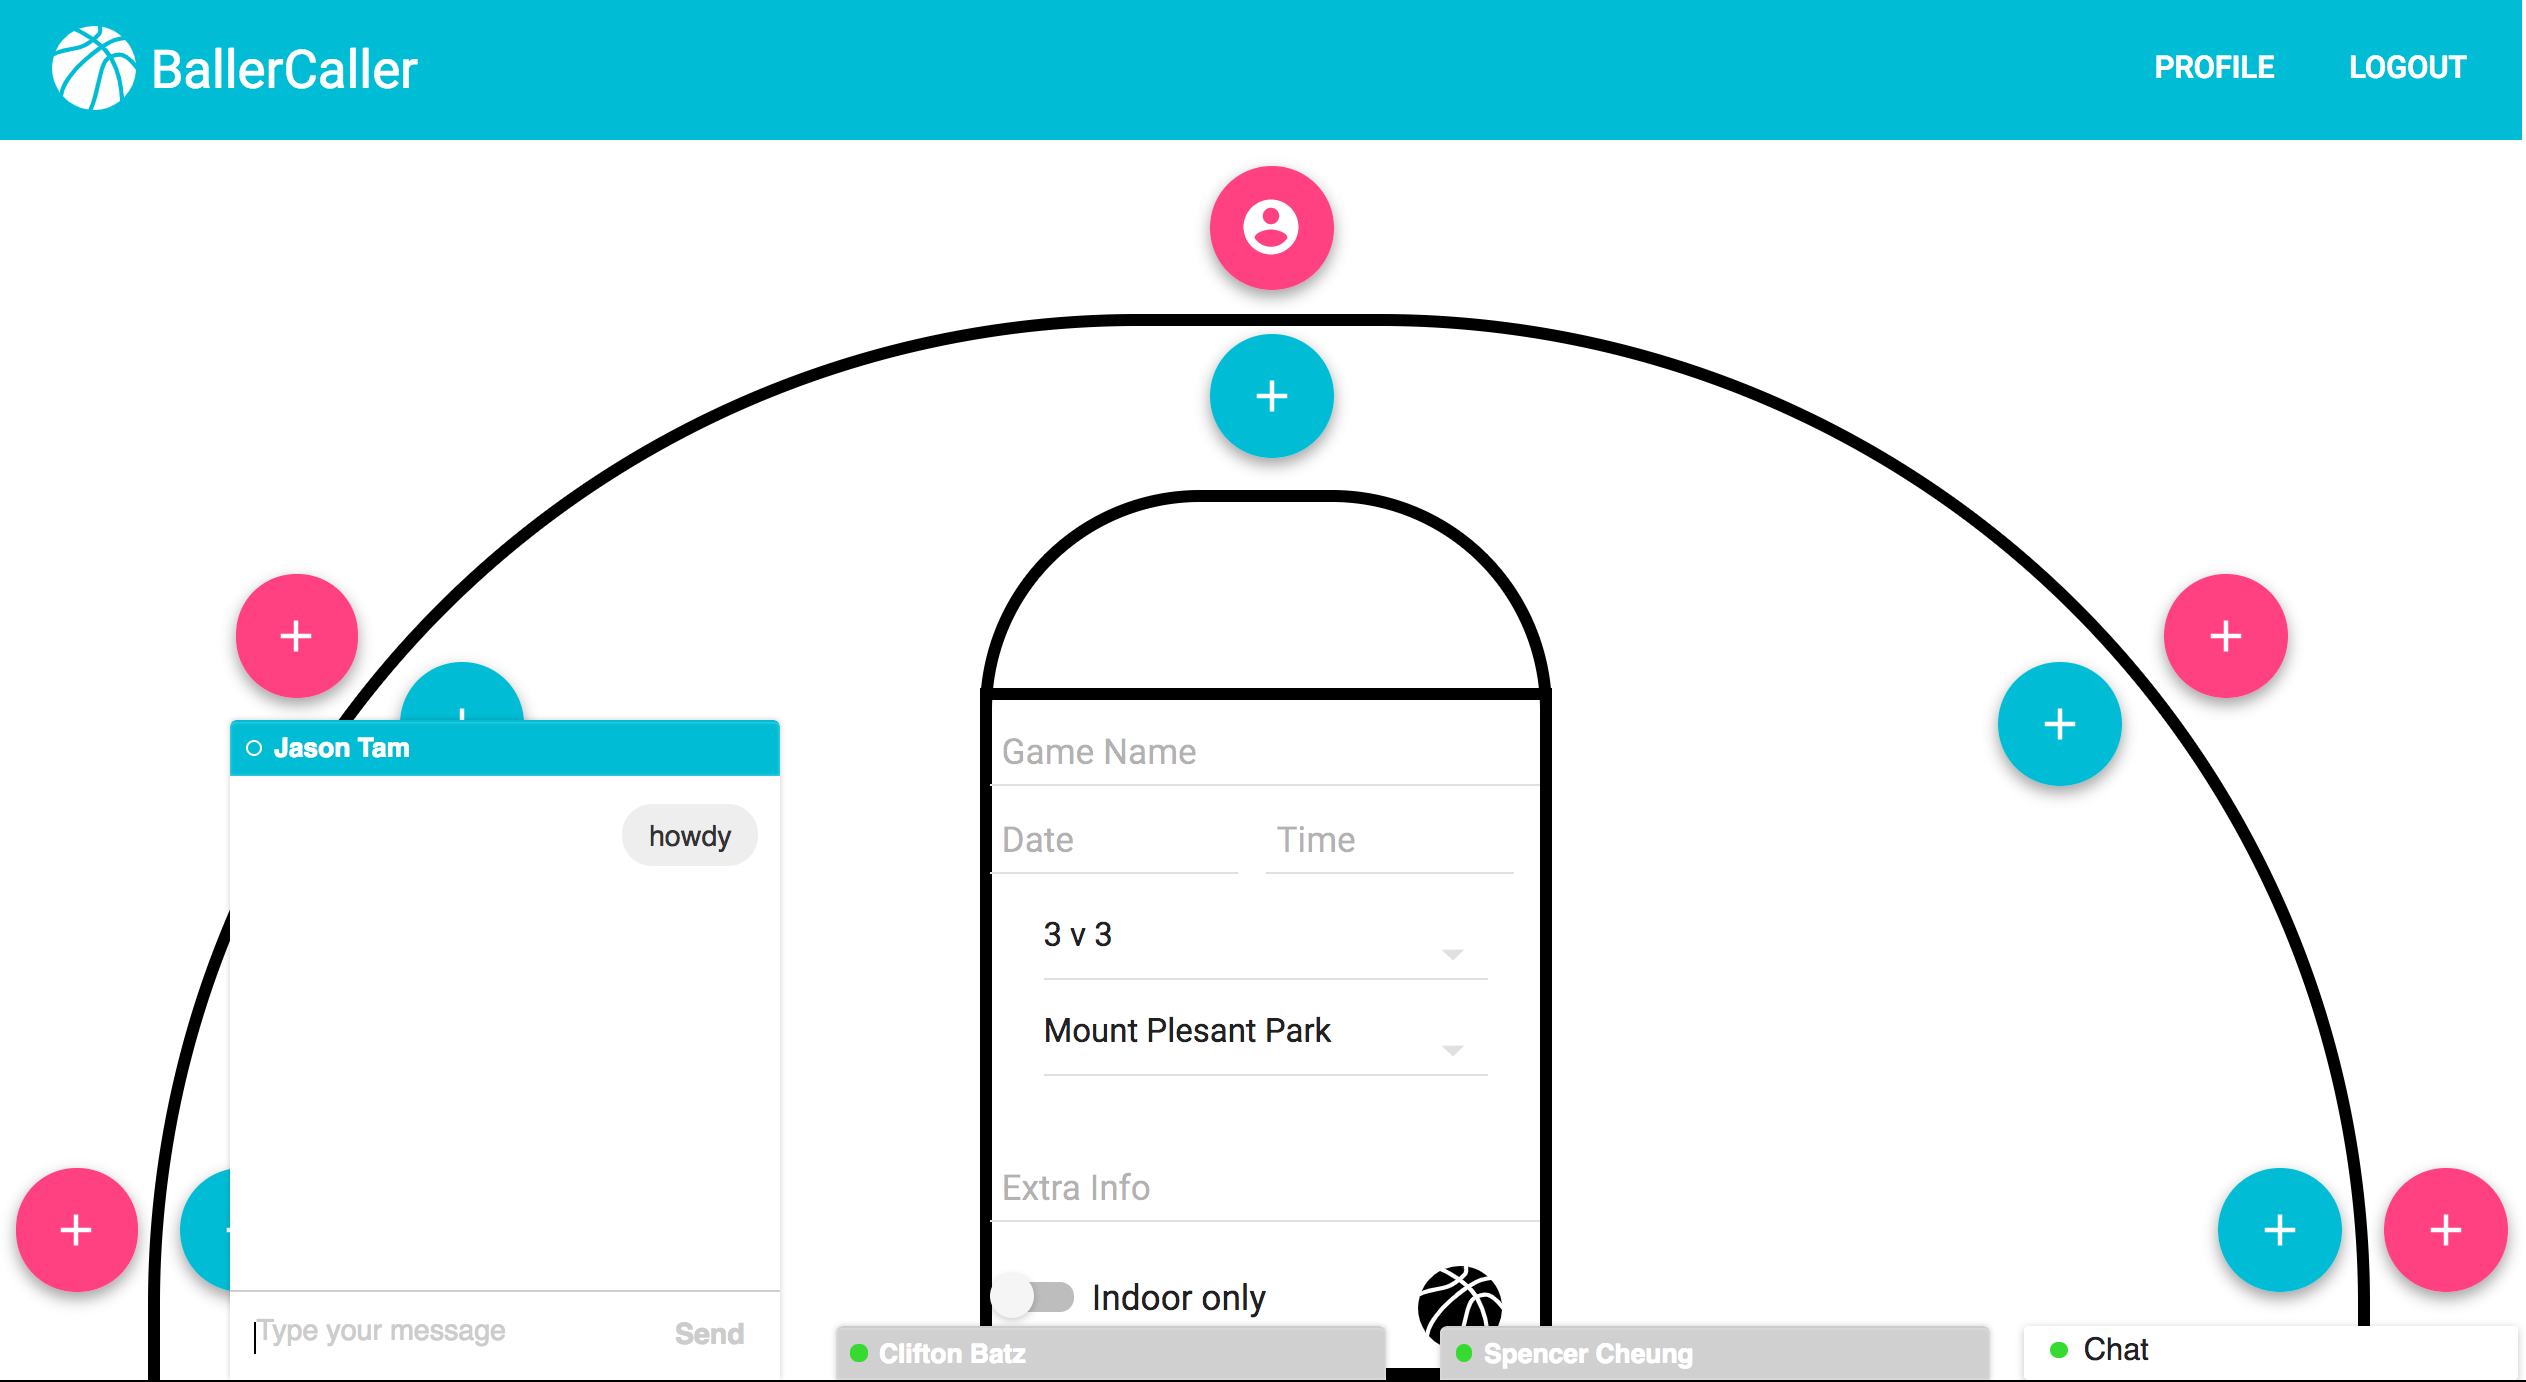 BallerCaller
PROFILE
LOGOUT
Jason Tam
howdy
Type your message
Send
Game Name
Date
Time
3 v 3
Mount Plesant Park
Extra Info
Indoor only
Clifton Batz
Spencer Cheung
Chat